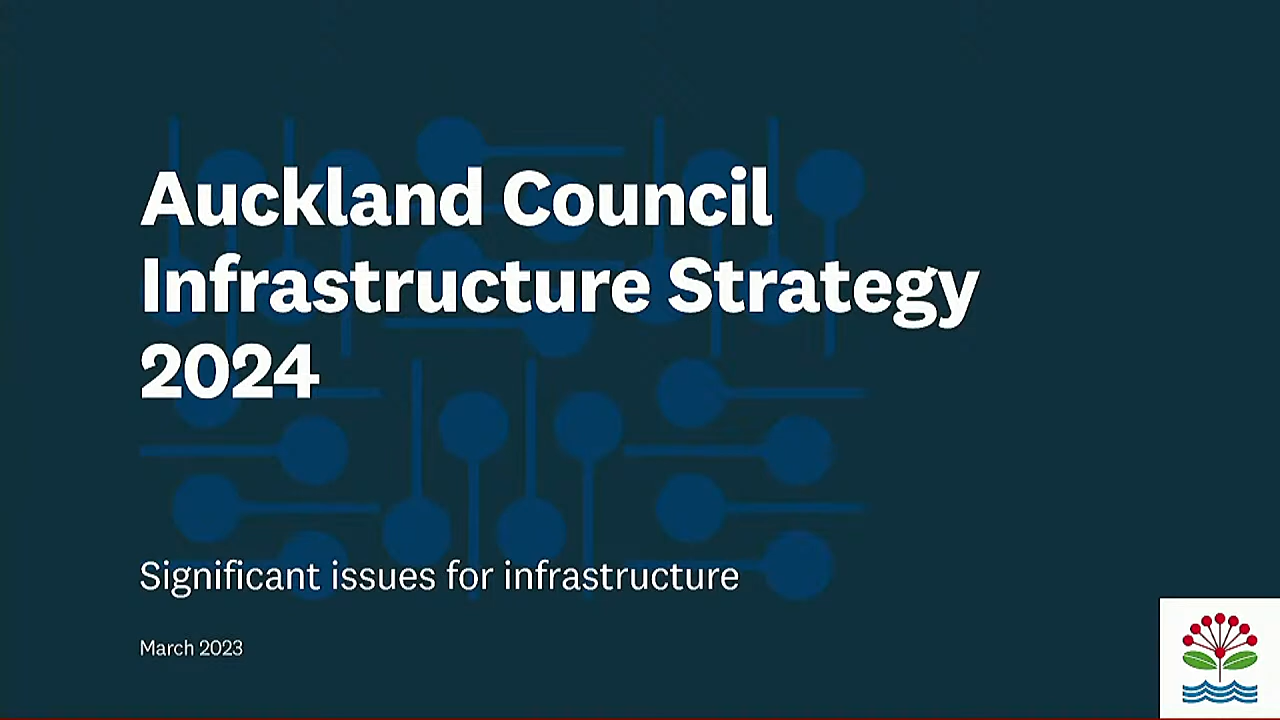 Auckland Council
Infrastructure Strategy
2024
Significant issues for infrastructure
March 2023